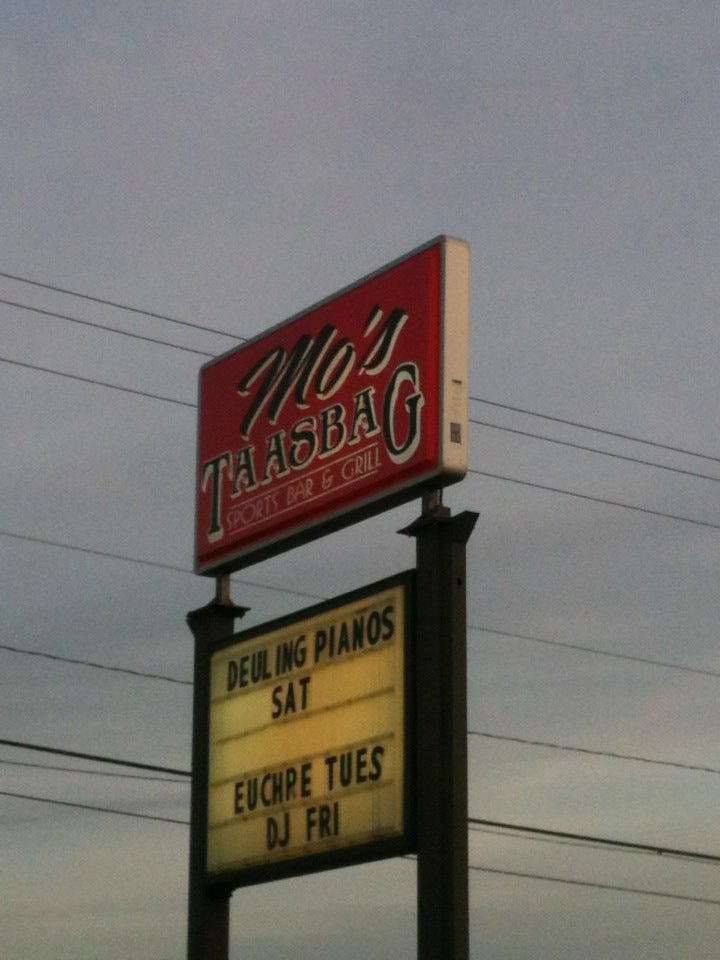 Mo's
TAASBAG
SPORTS BAR & GRILL
DEULING PIANOS
SAT
EUCHRE TUES
DJ FRI